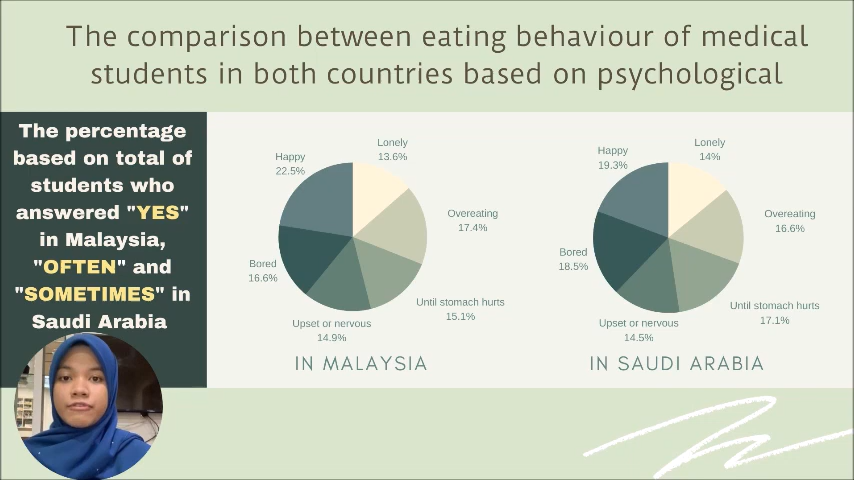 The comparison between eating behaviour of medical
students in both countries based on psychological
The percentage
based on total of
students who
answered "YES"
in Malaysia,
"OFTEN" and
"SOMETIMES" in
Saudi Arabia
Lonely
13.6%
Happy
22.5%
Overeating
17.4%
Bored
16.6%
Until stomach hurts
15.1%
Upset or nervous
14.9%
IN MALAYSIA
Lonely
14%
Happy
19.3%
Overeating
16.6%
Bored
18.5%
Until stomach hurts
17.1%
Upset or nervous
14.5%
IN SAUDI ARABIA